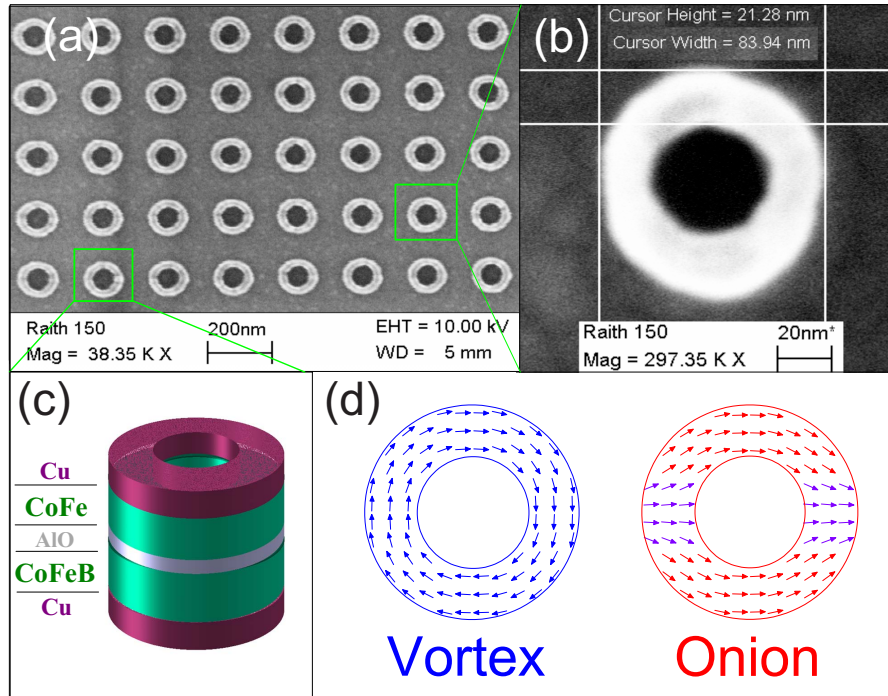 (a)
Raith 150
Mag = 38.35 K X
200nm
EHT = 10.00 kV
WD = 5 mm
(b)
Cursor Height = 21.28 nm
Cursor Width = 83.94 nm
Raith 150
Mag = 297.35 K X
20nm*
(c)
Cu
CoFe
AlO
CoFeB
Cu
(d)
Vortex
Onion